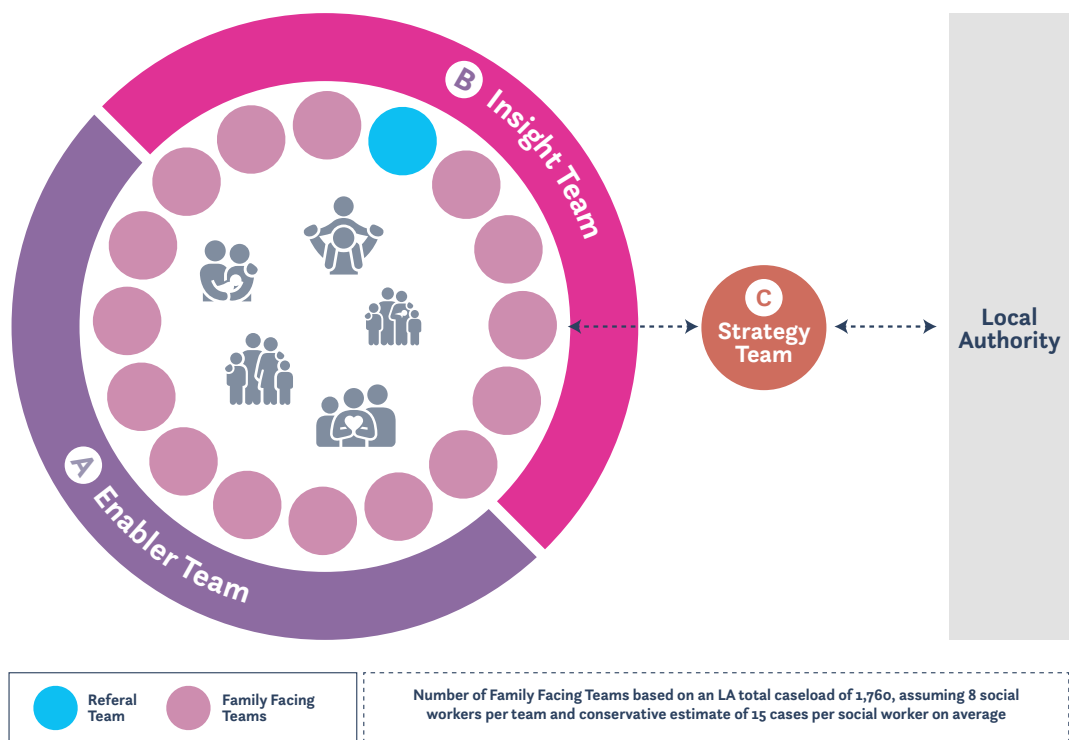 B Insight Team
C
Strategy
Team
Local
Authority
A Enabler Team
Referal
Team
Family Facing
Teams
Number of Family Facing Teams based on an LA total caseload of 1,760, assuming 8 social
workers per team and conservative estimate of 15 cases per social worker on average